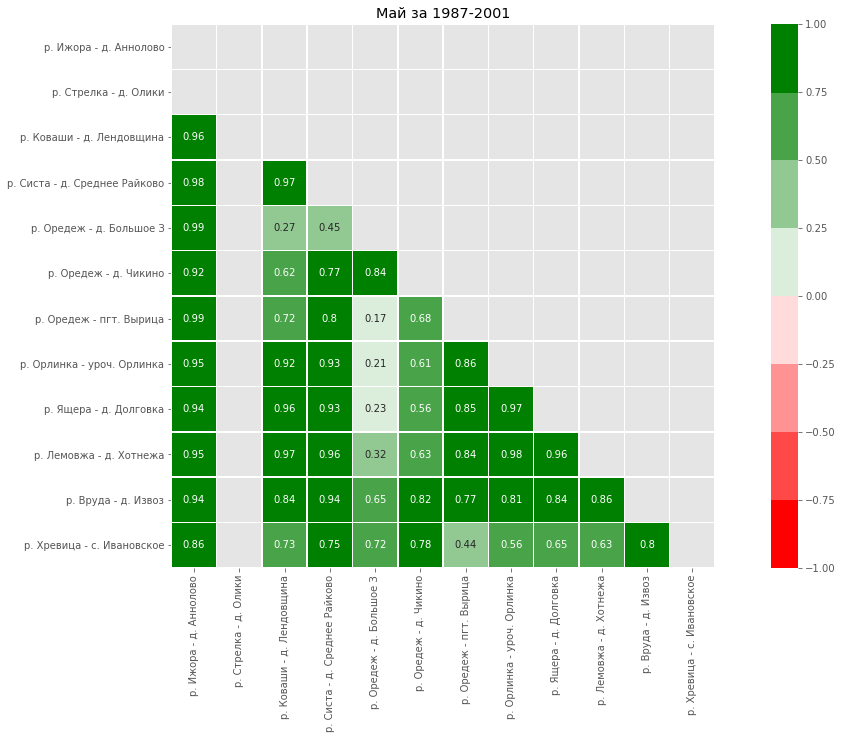 Май за 1987-2001
р. Ижора - д. Аннолово
р. Стрелка - д. Олики
р. Коваши - д. Лендовщина
0.96
р. Систа - д. Среднее Райково
0.98 0.97
р. Оредеж - д. Большое З
0.99 0.27 0.45
р. Оредеж - д. Чикино
0.92 0.62 0.77 0.84
р. Оредеж - пгт. Вырица
0.99 0.72 0.8 0.17 0.68
р. Орлинка - уроч. Орлинка
0.95 0.92 0.93 0.21 0.61 0.86
р. Ящера - д. Долговка
0.94 0.96 0.93 0.23 0.56 0.85 0.97
р. Лемовжа - д. Хотнежа
0.95 0.97 0.96 0.32 0.63 0.84 0.98 0.96
р. Вруда - д. Извоз
0.94 0.84 0.94 0.65 0.82 0.77 0.81 0.84 0.86
р. Хревица - с. Ивановское
0.86 0.73 0.75 0.72 0.78 0.44 0.56 0.65 0.63 0.8
р. Ижора - д. Аннолово
р. Стрелка - д. Олики
р. Коваши - д. Лендовщина
р. Систа - д. Среднее Райково
р. Оредеж - д. Большое З
р. Оредеж - д. Чикино
р. Оредеж - пгт. Вырица
р. Орлинка - уроч. Орлинка
р. Ящера - д. Долговка
р. Лемовжа - д. Хотнежа
р. Вруда - д. Извоз
р. Хревица - с. Ивановское
1.00
0.75
0.50
0.25
0.00
−0.25
−0.50
−0.75
−1.00